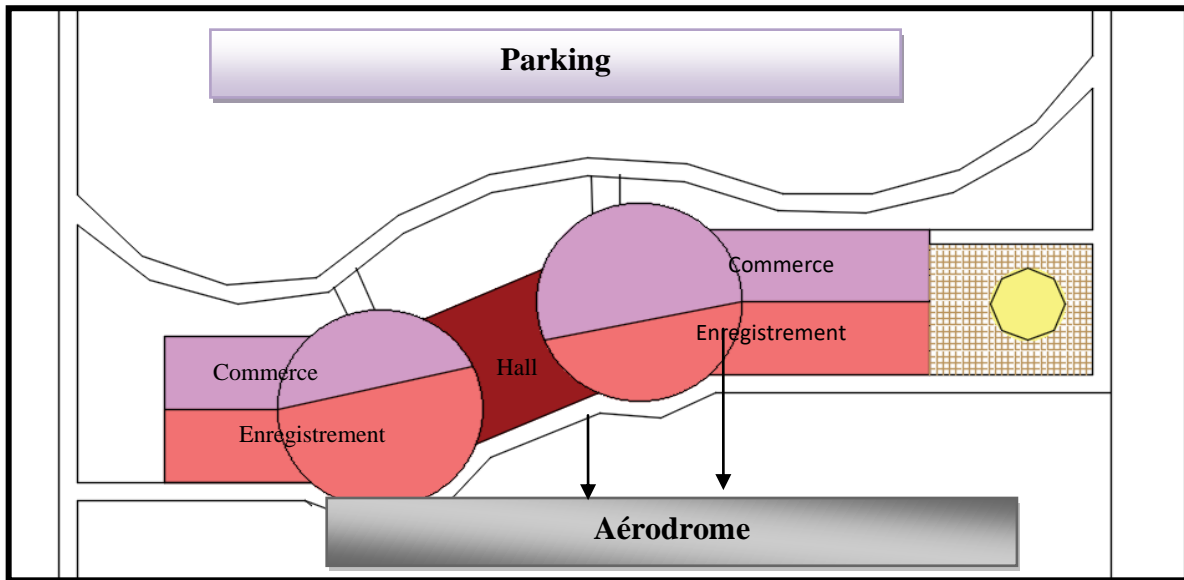 Parking
Commerce
Enregistrement
Hall
Commerce
Enregistrement
Aérodrome